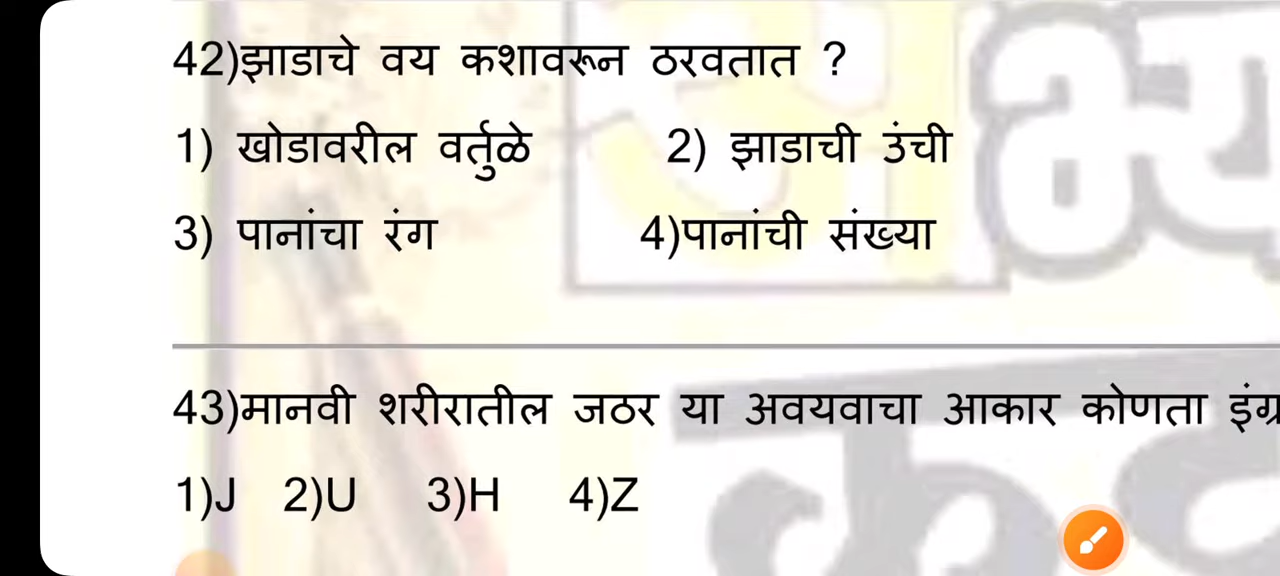 42)झाडाचे वय कशावरून ठरवतात ?
1) खोडावरील वर्तुळे 2) झाडाची उंची
3) पानांचा रंग 4)पानांची संख्या
43)मानवी शरीरातील जठर या अवयवाचा आकार कोणता
1)J 2)U 3)H 4)Z